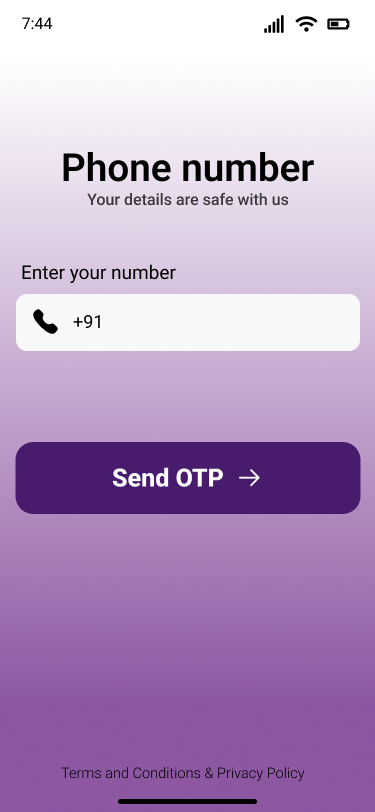 7:44
Phone number
Your details are safe with us
Enter your number
+91
Send OTP
Terms and Conditions & Privacy Policy